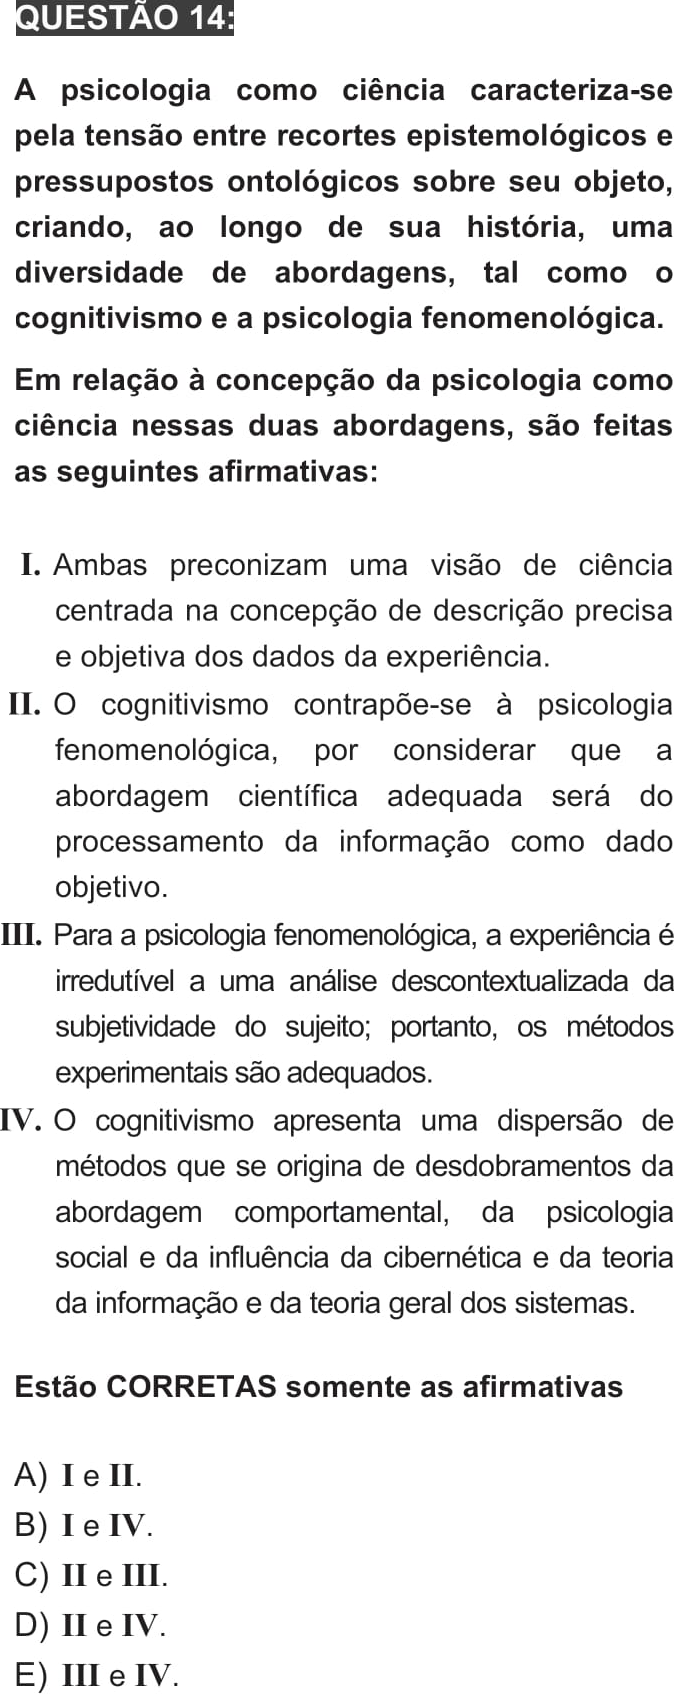 QUESTÃO 14:
A psicologia como ciência caracteriza-se
pela tensão entre recortes epistemológicos e
pressupostos ontológicos sobre seu objeto,
criando, ao longo de sua história, uma
diversidade de abordagens, tal como o
cognitivismo e a psicologia fenomenológica.
Em relação à concepção da psicologia como
ciência nessas duas abordagens, são feitas
as seguintes afirmativas:
I. Ambas preconizam uma visão de ciência
centrada na concepção de descrição precisa
e objetiva dos dados da experiência.
II. O cognitivismo contrapõe-se à psicologia
fenomenológica, por considerar que a
abordagem científica adequada será do
processamento da informação como dado
objetivo.
III. Para a psicologia fenomenológica, a experiência é
irredutível a uma análise descontextualizada da
subjetividade do sujeito; portanto, os métodos
experimentais são adequados.
IV. O cognitivismo apresenta uma dispersão de
métodos que se origina de desdobramentos da
abordagem comportamental, da psicologia
social e da influência da cibernética e da teoria
da informação e da teoria geral dos sistemas.
Estão CORRETAS somente as afirmativas
A) I e II.
B) I e IV.
C) II e III.
D) II e IV.
E) III e IV.